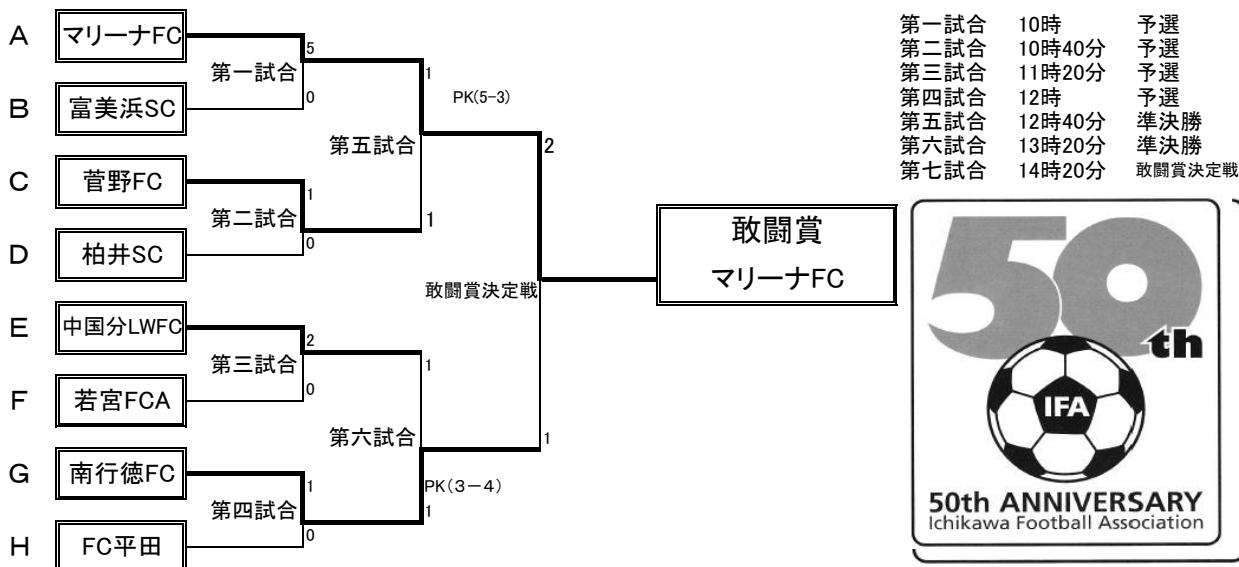 A マリーナFC
5
第一試合
0
B 富美浜SC
1
PK(5-3)
第五試合
2
C 菅野FC
1
第二試合
1
0
D 柏井SC
敢闘賞決定戦
E 中国分LWFC
2
第三試合
1
0
F 若宮FCA
第六試合
1
G 南行徳FC
1
PK(3-4)
第四試合
1
0
H FC平田
敢闘賞
マリーナFC
第一試合 10時 予選
第二試合 10時40分 予選
第三試合 11時20分 予選
第四試合 12時 予選
第五試合 12時40分 準決勝
第六試合 13時20分 準決勝
第七試合 14時20分 敢闘賞決定戦
50th
IFA
50th ANNIVERSARY
Ichikawa Football Association